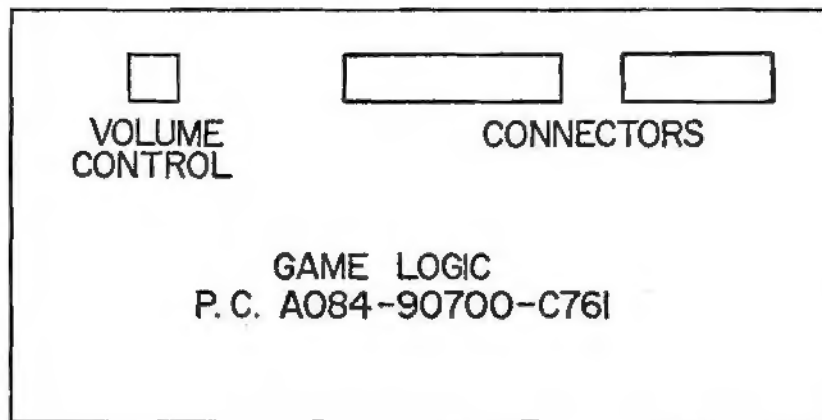 VOLUME
CONTROL
CONNECTORS
GAME LOGIC
P. C. A084-90700-C761